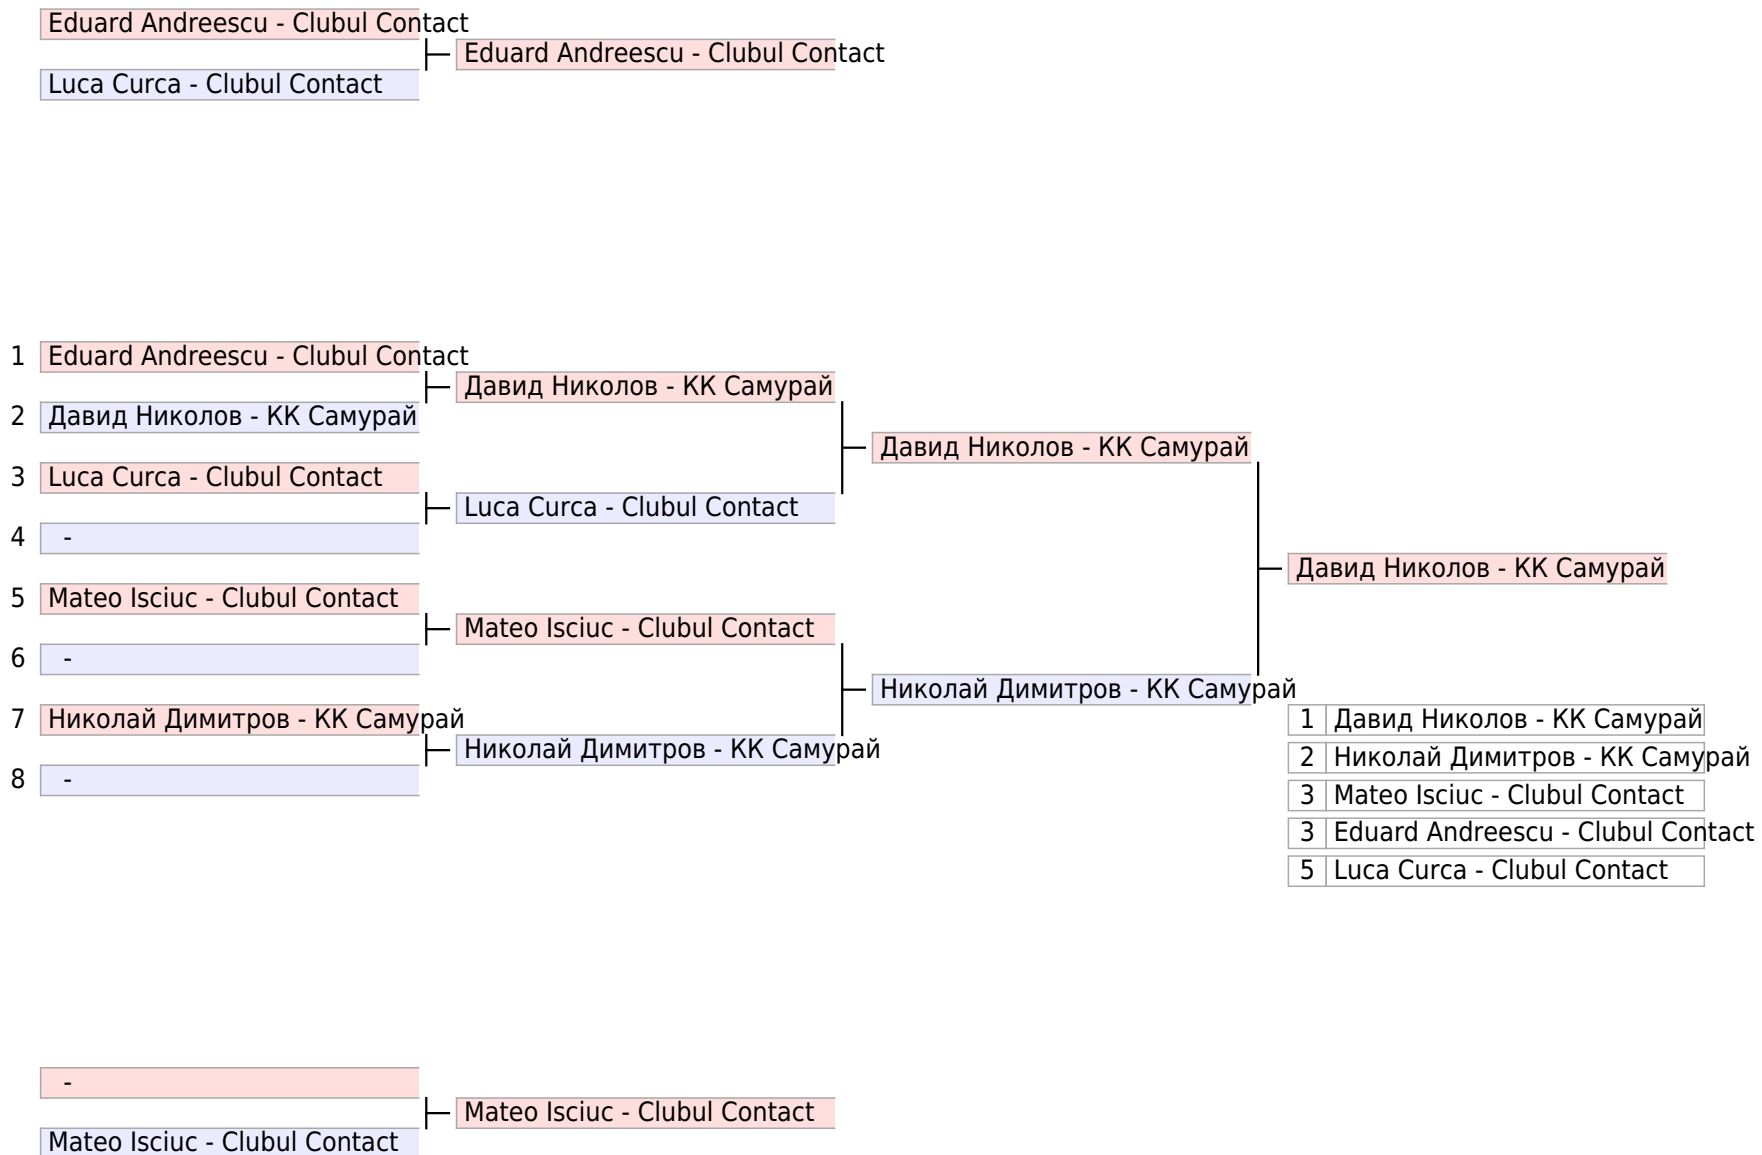 Eduard Andreescu - Clubul Contact
Eduard Andreescu - Clubul Contact
Luca Curca - Clubul Contact
1 Eduard Andreescu - Clubul Contact
Давид Николов - КК Самурай
2 Давид Николов - КК Самурай
Давид Николов - КК Самурай
3 Luca Curca - Clubul Contact
Luca Curca - Clubul Contact
4 -
Давид Николов - КК Самурай
5 Mateo Isciuc - Clubul Contact
Mateo Isciuc - Clubul Contact
6 -
Николай Димитров - КК Самурай
7 Николай Димитров - КК Самурай
Николай Димитров - КК Самурай
8 -
1 Давид Николов - КК Самурай
2 Николай Димитров - КК Самурай
3 Mateo Isciuc - Clubul Contact
3 Eduard Andreescu - Clubul Contact
5 Luca Curca - Clubul Contact
-
Mateo Isciuc - Clubul Contact
Mateo Isciuc - Clubul Contact